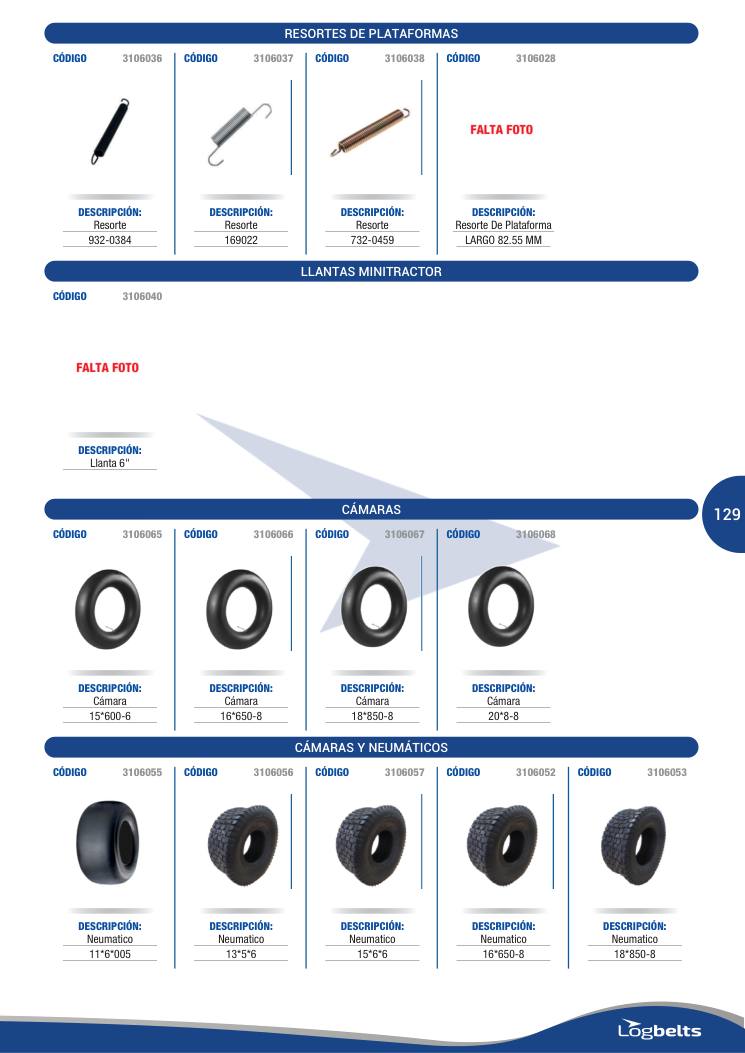 RESORTES DE PLATAFORMAS
CÓDIGO 3106036 CÓDIGO 3106037 CÓDIGO 3106038 CÓDIGO 3106028
FALTA FOTO
DESCRIPCIÓN: DESCRIPCIÓN: DESCRIPCIÓN: DESCRIPCIÓN:
Resorte Resorte Resorte Resorte De Plataforma
932-0384 169022 732-0459 LARGO 82.55 MM
LLANTAS MINITRACTOR
CÓDIGO 3106040
FALTA FOTO
DESCRIPCIÓN:
Llanta 6"
CÁMARAS
129
CÓDIGO 3106065 CÓDIGO 3106066 CÓDIGO 3106067 CÓDIGO 3106068
DESCRIPCIÓN: DESCRIPCIÓN: DESCRIPCIÓN: DESCRIPCIÓN:
Cámara Cámara Cámara Cámara
15*600-6 16*650-8 18*850-8 20*8-8
CÁMARAS Y NEUMÁTICOS
CÓDIGO 3106055 CÓDIGO 3106056 CÓDIGO 3106057 CÓDIGO 3106052 CÓDIGO 3106053
DESCRIPCIÓN: DESCRIPCIÓN: DESCRIPCIÓN: DESCRIPCIÓN: DESCRIPCIÓN:
Neumatico Neumatico Neumatico Neumatico Neumatico
11*6*005 13*5*6 15*6*6 16*650-8 18*850-8
Logbelts